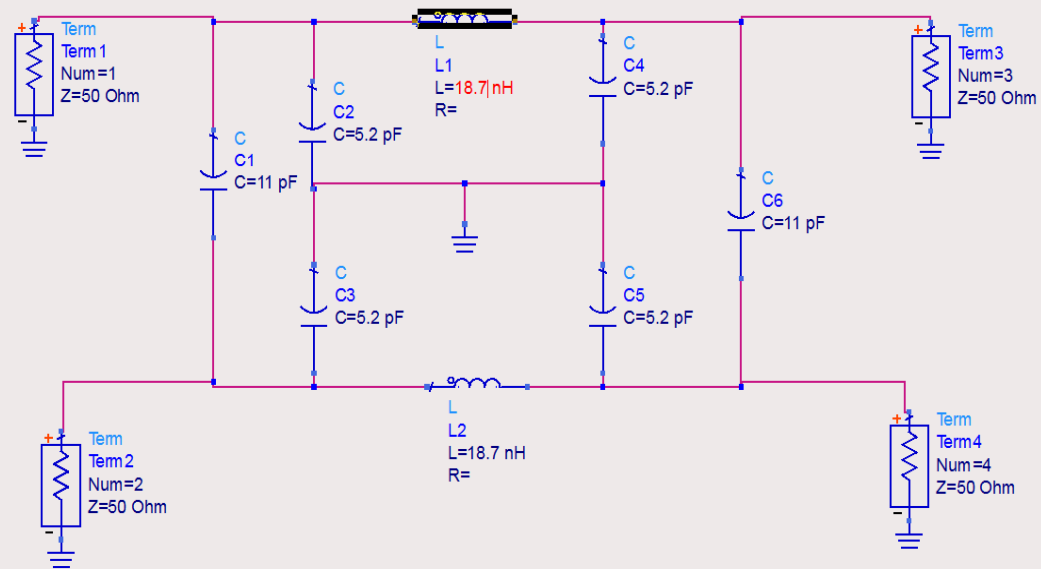 Term
Term1
Num=1
Z=50 Ohm
L
L1
L=18.7 nH
R=
C
C2
C=5.2 pF
C
C4
C=5.2 pF
Term
Term3
Num=3
Z=50 Ohm
C
C1
C=11 pF
C
C6
C=11 pF
C
C3
C=5.2 pF
C
C5
C=5.2 pF
L
L2
L=18.7 nH
R=
Term
Term2
Num=2
Z=50 Ohm
Term
Term4
Num=4
Z=50 Ohm